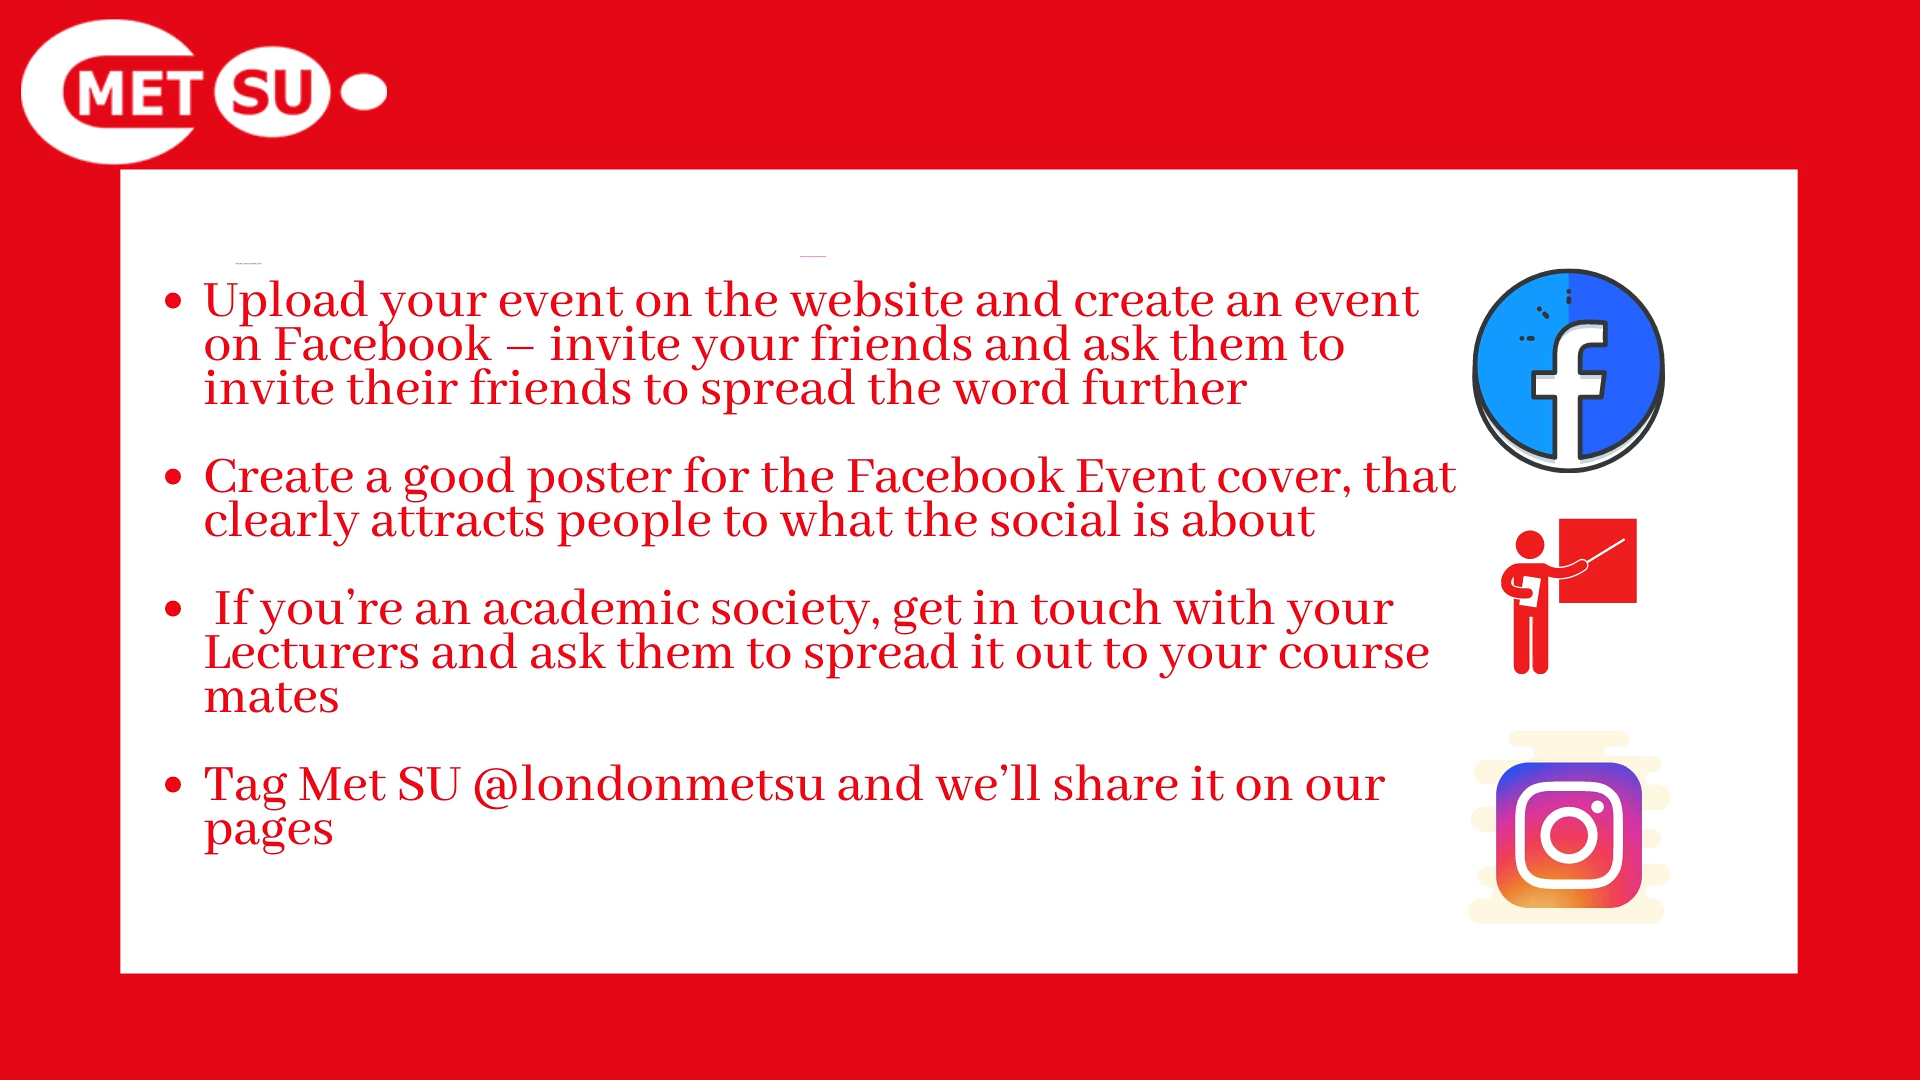 MET SU
• Upload your event on the website and create an event
on Facebook – invite your friends and ask them to
invite their friends to spread the word further
• Create a good poster for the Facebook Event cover, that
clearly attracts people to what the social is about
• If you’re an academic society, get in touch with your
Lecturers and ask them to spread it out to your course
mates
• Tag Met SU @londonmetsu and we’ll share it on our
pages